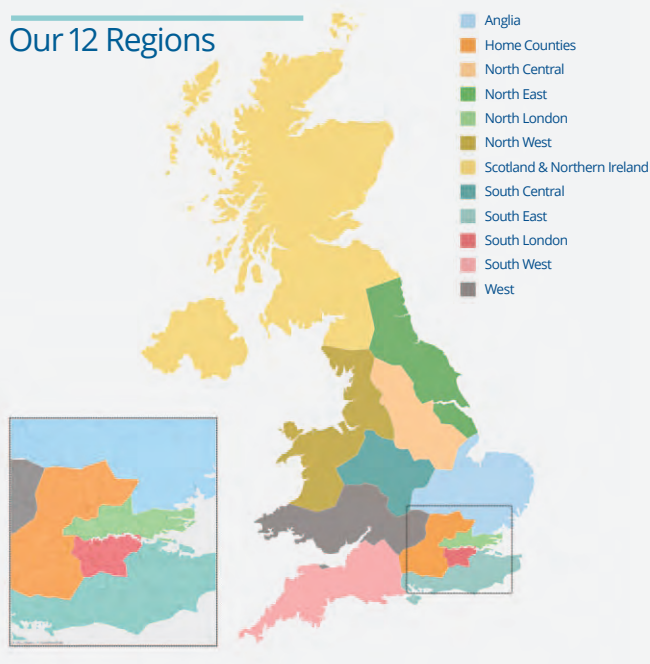 Our 12 Regions
Anglia
Home Counties
North Central
North East
North London
North West
Scotland & Northern Ireland
South Central
South East
South London
South West
West